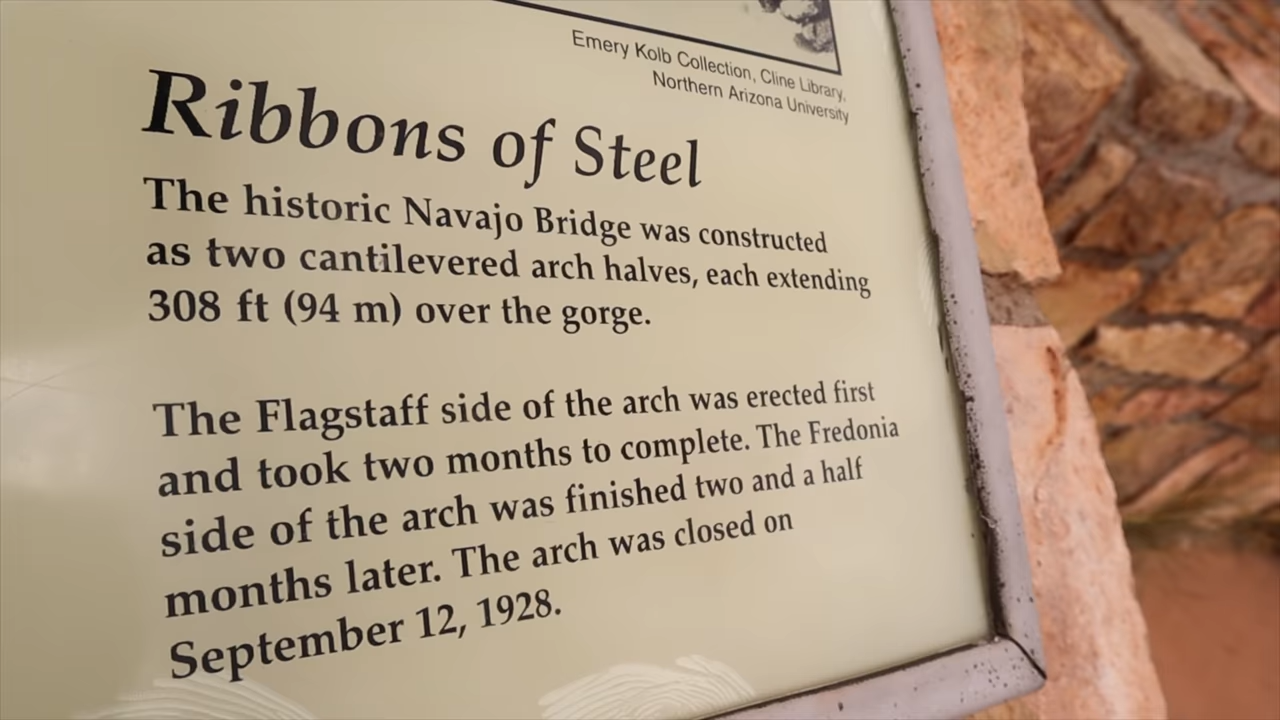 Emery Kolb Collection, Cline Library,
Northern Arizona University
Ribbons of Steel
The historic Navajo Bridge was constructed
as two cantilevered arch halves, each extending
308 ft (94 m) over the gorge.
The Flagstaff side of the arch was erected first
and took two months to complete. The Fredonia
side of the arch was finished two and a half
months later. The arch was closed on
September 12, 1928.